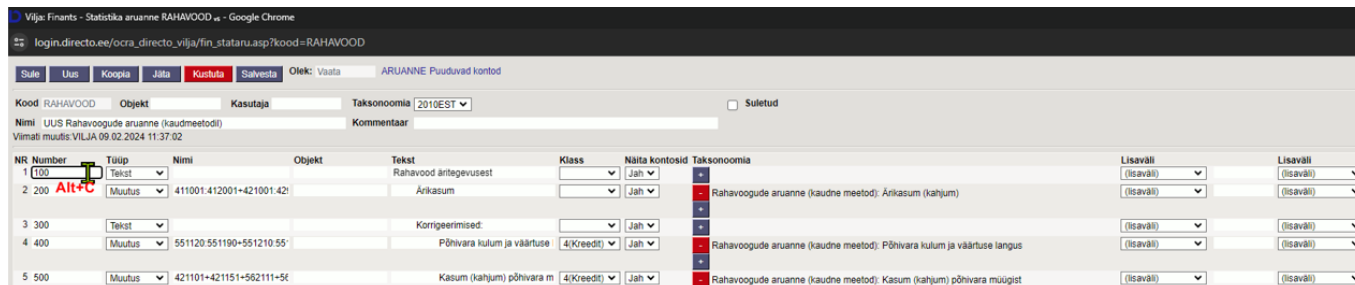 Vilja: Finants - Statistika aruanne RAHAVOOD v5 - Google Chrome
login.directo.ee/ocra_directo_vilja/fin_stataru.asp?kood=RAHAVOOD
Sule Uus Koopia Jäta Kustuta Salvesta Olek: Vaata ARUANNE Puuduvad kontod
Kood RAHAVOOD Objekt Kasutaja Taksonoomia 2010EST Suletud
Nimi UUS Rahavoogude aruanne (kaudmeetodil) Kommentaar
Viimati muutis:VILJA 09.02.2024 11:37:02
NR Number Tüüp Nimi Objekt Tekst Klass Näita kontosid Taksonoomia Lisaväli Lisaväli
1 100 Tekst Rahavood äritegevusest Jah + (lisaväli) (lisaväli)
2 200 Alt+C Muutus 411001:412001+421001:429 Ärikasum Jah - Rahavoogude aruanne (kaudne meetod): Ärikasum (kahjum) (lisaväli) (lisaväli)
+
3 300 Tekst Korrigeerimised: Jah + (lisaväli) (lisaväli)
4 400 Muutus 551120:551190+551210:55 Põhivara kulum ja väärtuse 4(Kreedit) Jah - Rahavoogude aruanne (kaudne meetod): Põhivara kulum ja väärtuse langus (lisaväli) (lisaväli)
+
5 500 Muutus 421101+421151+562111+56 Kasum (kahjum) põhivara m 4(Kreedit) Jah - Rahavoogude aruanne (kaudne meetod): Kasum (kahjum) põhivara müügist (lisaväli) (lisaväli)